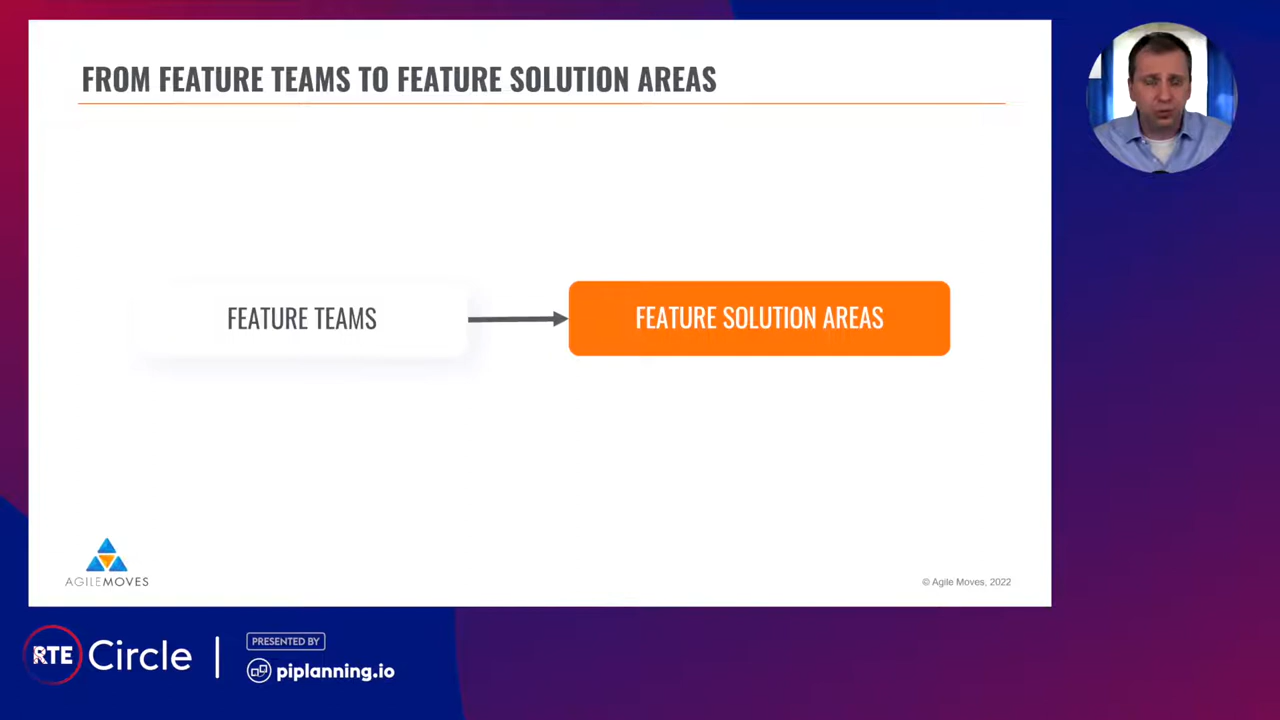 FROM FEATURE TEAMS TO FEATURE SOLUTION AREAS
FEATURE TEAMS
FEATURE SOLUTION AREAS
AGILEMOVES
© Agile Moves, 2022
RTE Circle
PRESENTED BY
piplanning.io